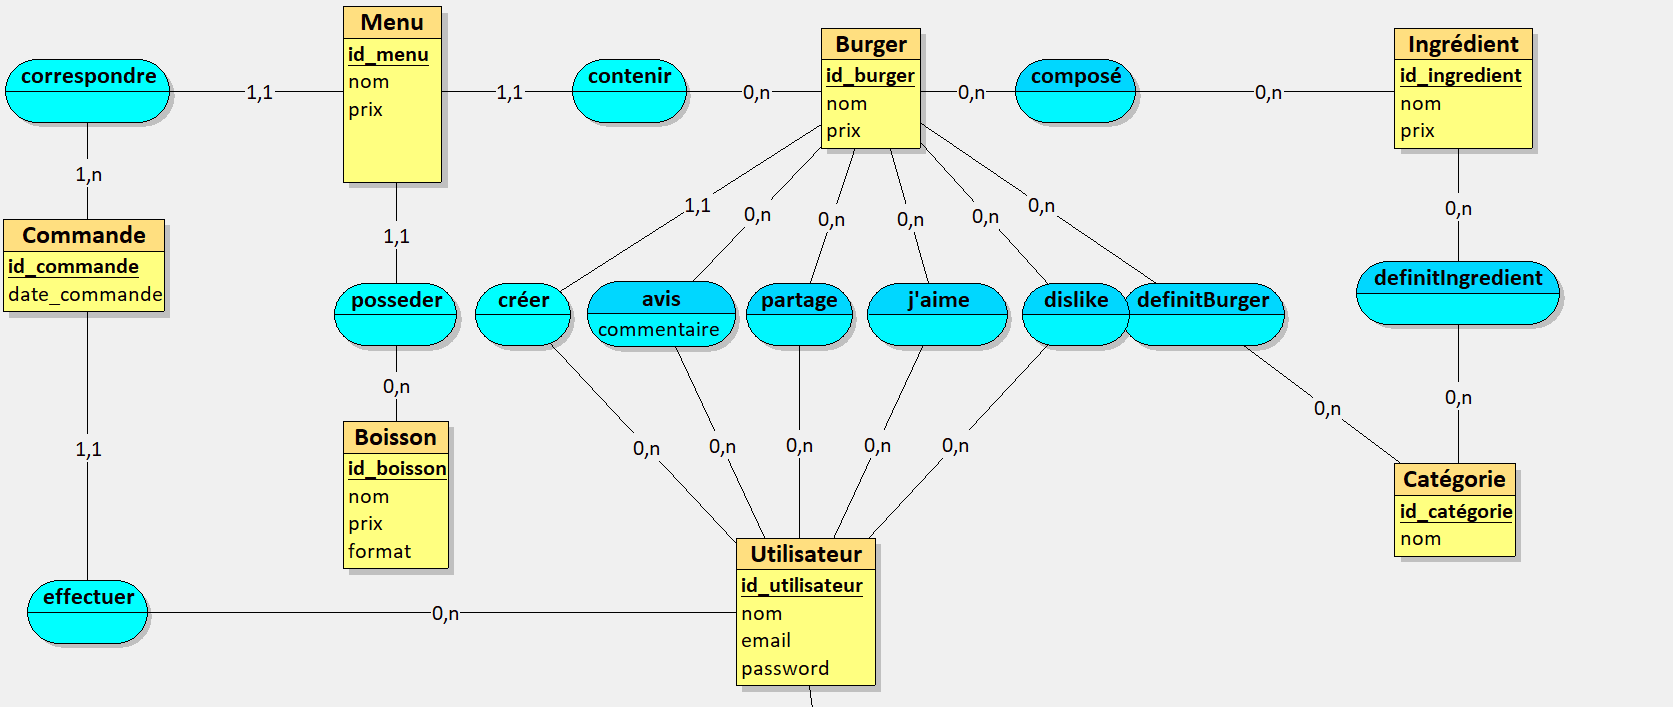 Menu
id_menu
nom
prix
Burger
id_burger
nom
prix
Ingrédient
id_ingredient
nom
prix
correspondre
1,1
1,1
contenir
0,n
0,n
composé
0,n
1,n
1,1
1,1
0,n
0,n
0,n
0,n
0,n
0,n
Commande
id_commande
date_commande
posseder
créer
avis
commentaire
partage
j'aime
dislike
definitBurger
definitIngredient
0,n
0,n
0,n
1,1
0,n
0,n
0,n
0,n
0,n
Boisson
id_boisson
nom
prix
format
Catégorie
id_catégorie
nom
Utilisateur
id_utilisateur
nom
email
password
effectuer
0,n